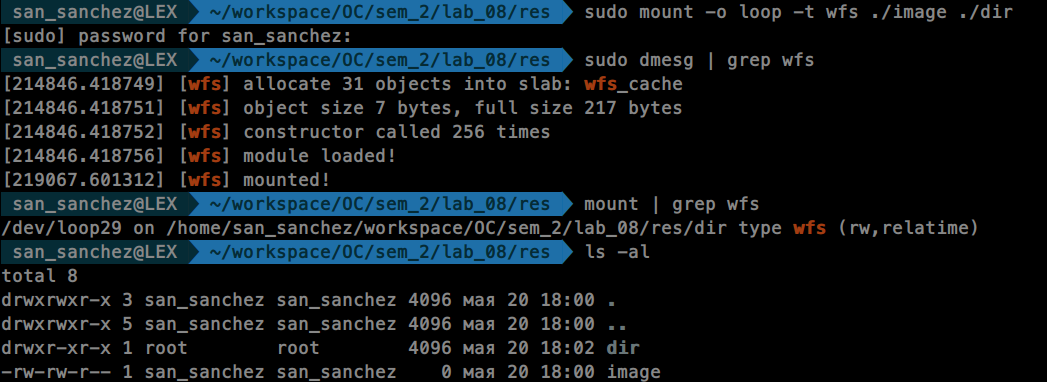 san_sanchez@LEX ~/workspace/OC/sem_2/lab_08/res sudo mount -o loop -t wfs ./image ./dir
[sudo] password for san_sanchez:
san_sanchez@LEX ~/workspace/OC/sem_2/lab_08/res sudo dmesg | grep wfs
[214846.418749] [wfs] allocate 31 objects into slab: wfs_cache
[214846.418751] [wfs] object size 7 bytes, full size 217 bytes
[214846.418752] [wfs] constructor called 256 times
[214846.418756] [wfs] module loaded!
[219067.601312] [wfs] mounted!
san_sanchez@LEX ~/workspace/OC/sem_2/lab_08/res mount | grep wfs
/dev/loop29 on /home/san_sanchez/workspace/OC/sem_2/lab_08/res/dir type wfs (rw,relatime)
san_sanchez@LEX ~/workspace/OC/sem_2/lab_08/res ls -al
total 8
drwxrwxr-x 3 san_sanchez san_sanchez 4096 мая 20 18:00 .
drwxrwxr-x 5 san_sanchez san_sanchez 4096 мая 20 18:00 ..
drwxr-xr-x 1 root        root        4096 мая 20 18:02 dir
-rw-rw-r-- 1 san_sanchez san_sanchez    0 мая 20 18:00 image